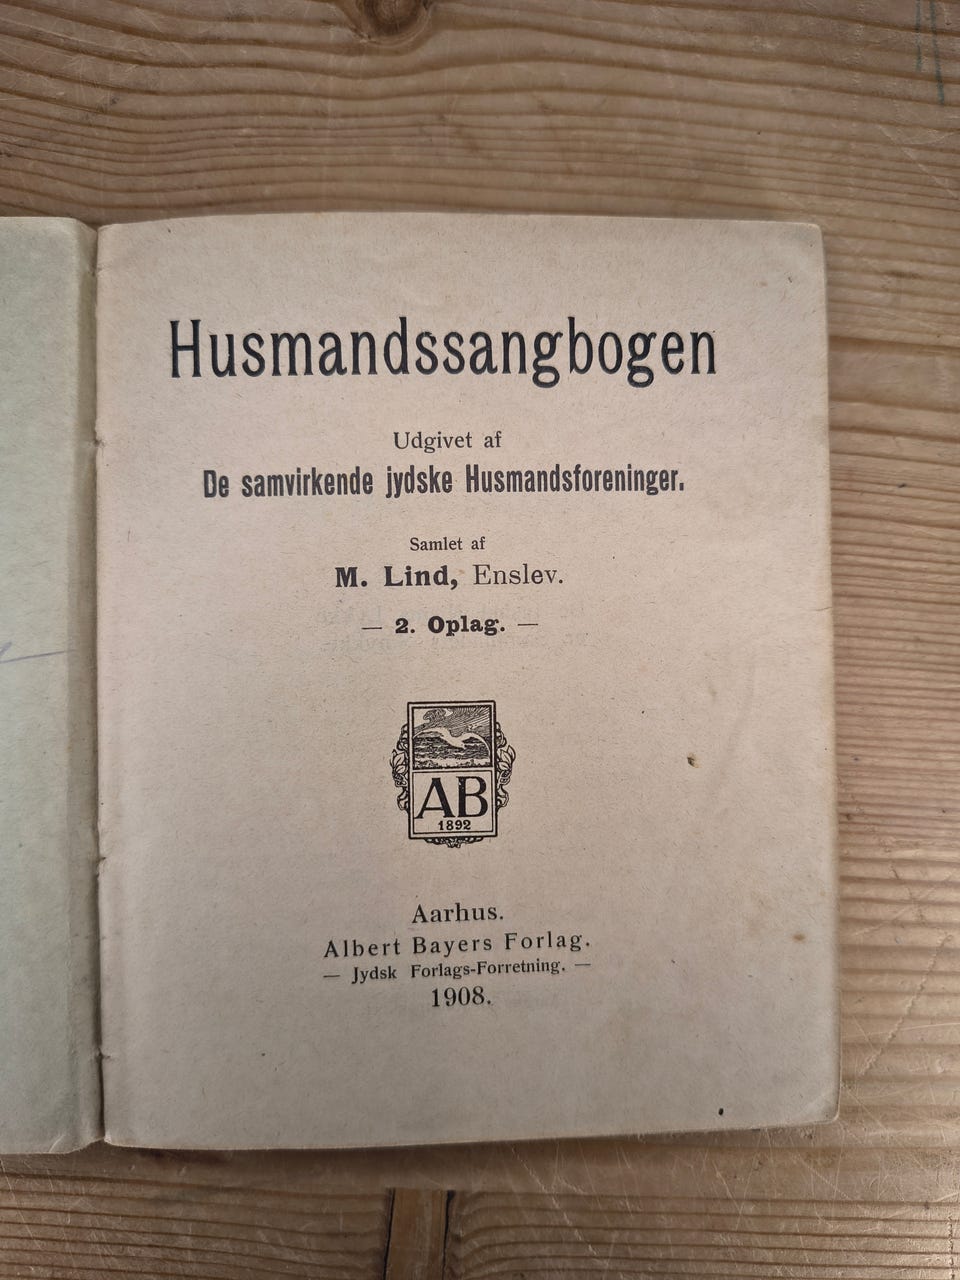 Husmandssangbogen
Udgivet af
De samvirkende jydske Husmandsforeninger.
Samlet af
M. Lind, Enslev.
— 2. Oplag. —
AB
1892
Aarhus.
Albert Bayers Forlag.
— Jydsk Forlags-Forretning. —
1908.